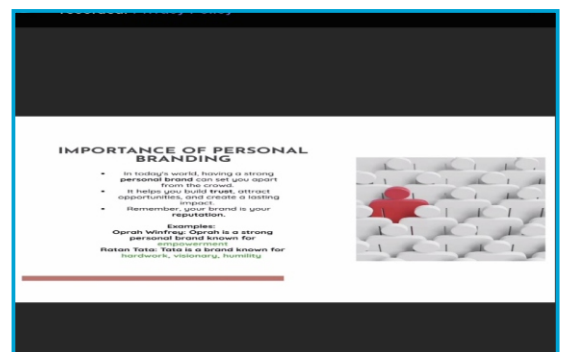 IMPORTANCE OF PERSONAL
BRANDING
• In today's world, having a strong
personal brand can set you apart
from the crowd.
• It helps you build trust, attract
opportunities, and create a lasting
impact.
• Remember, your brand is your
reputation.
Examples:
Oprah Winfrey: Oprah is a strong
personal brand known for
empowerment
Ratan Tata: Tata is a brand known for
hardwork, visionary, humility